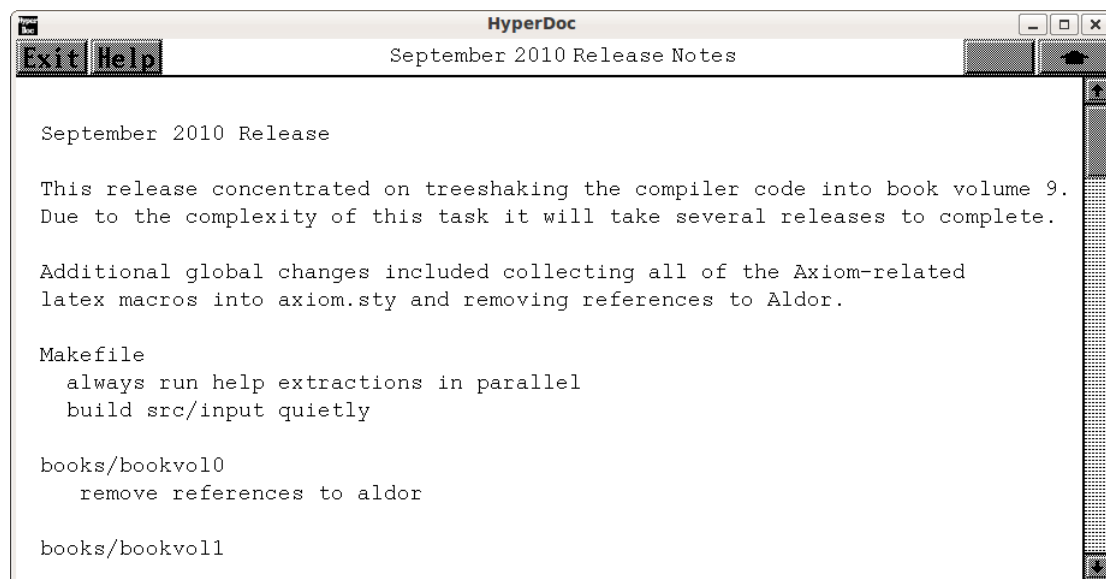 Hyper
Doc
HyperDoc
Exit Help
September 2010 Release Notes
September 2010 Release
This release concentrated on treeshaking the compiler code into book volume 9.
Due to the complexity of this task it will take several releases to complete.
Additional global changes included collecting all of the Axiom-related
latex macros into axiom.sty and removing references to Aldor.
Makefile
always run help extractions in parallel
build src/input quietly
books/bookvol0
remove references to aldor
books/bookvol1